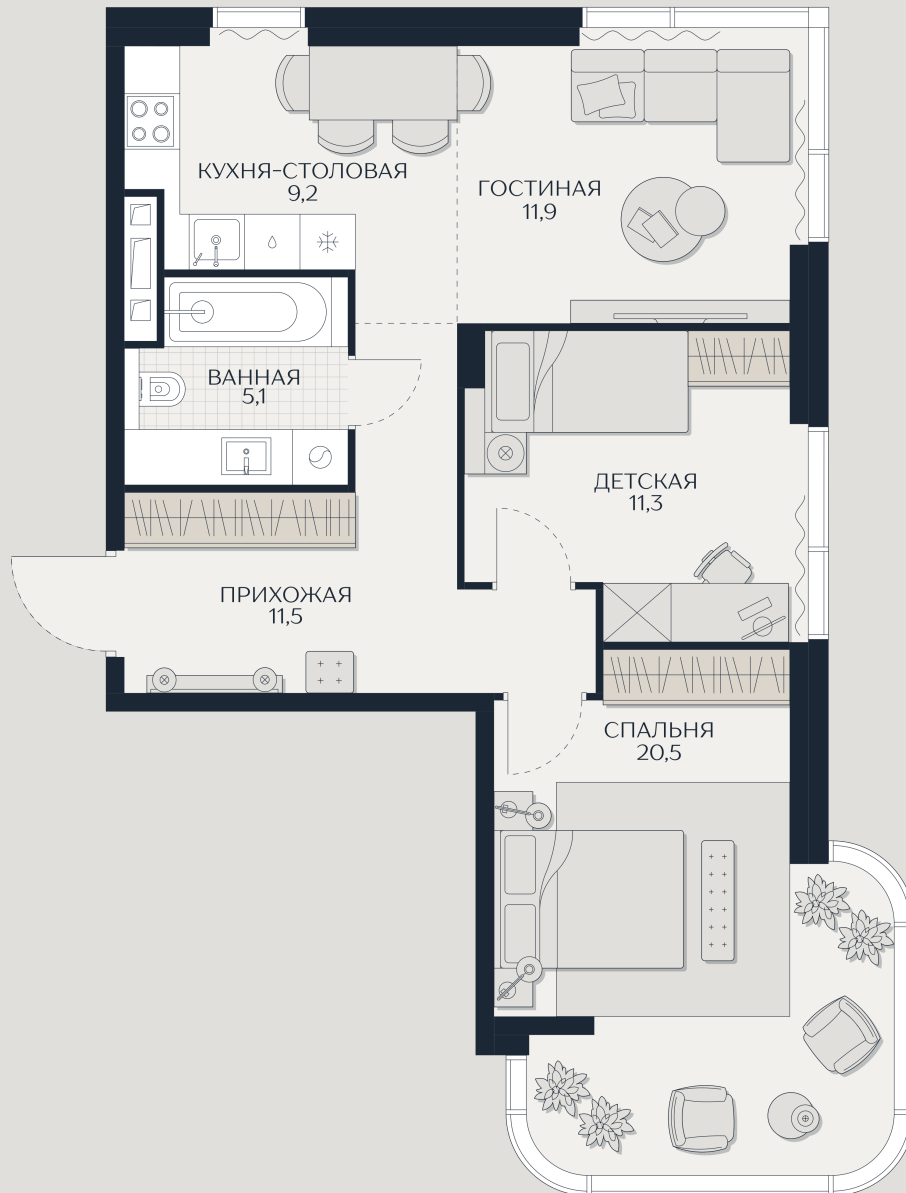 КУХНЯ-СТОЛОВАЯ
9,2
ГОСТИНАЯ
11,9
ВАННАЯ
5,1
ДЕТСКАЯ
11,3
ПРИХОЖАЯ
11,5
СПАЛЬНЯ
20,5